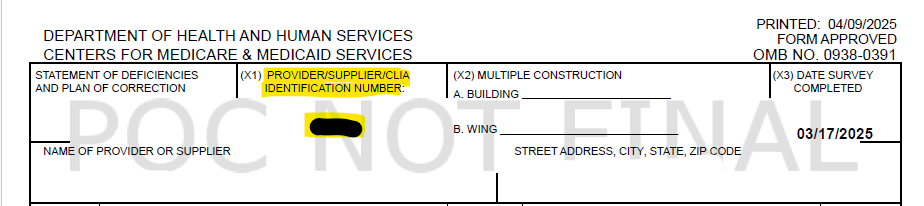 PRINTED: 04/09/2025
DEPARTMENT OF HEALTH AND HUMAN SERVICES
FORM APPROVED
CENTERS FOR MEDICARE & MEDICAID SERVICES
OMB NO. 0938-0391
STATEMENT OF DEFICIENCIES
AND PLAN OF CORRECTION
(X1) PROVIDER/SUPPLIER/CLIA
IDENTIFICATION NUMBER:
(X2) MULTIPLE CONSTRUCTION
A. BUILDING
B. WING
(X3) DATE SURVEY
COMPLETED
03/17/2025
POC NOT FINAL
NAME OF PROVIDER OR SUPPLIER
STREET ADDRESS, CITY, STATE, ZIP CODE